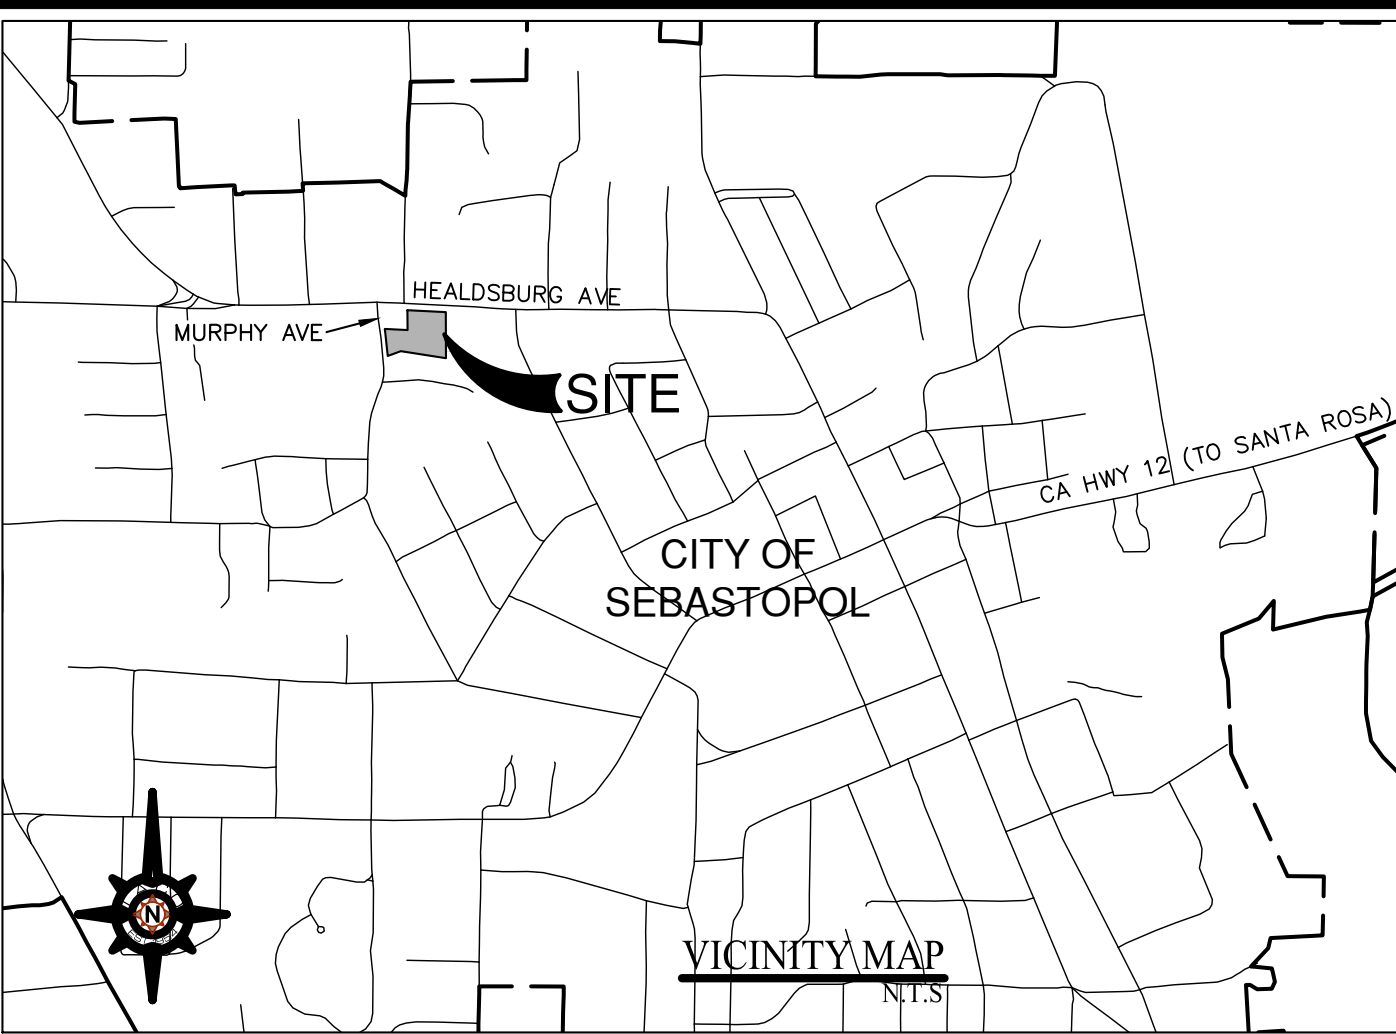 HEALDSBURG AVE
MURPHY AVE
SITE
CA HWY 12 (TO SANTA ROSA)
CITY OF
SEBASTOPOL
N
VICINITY MAP
N.T.S